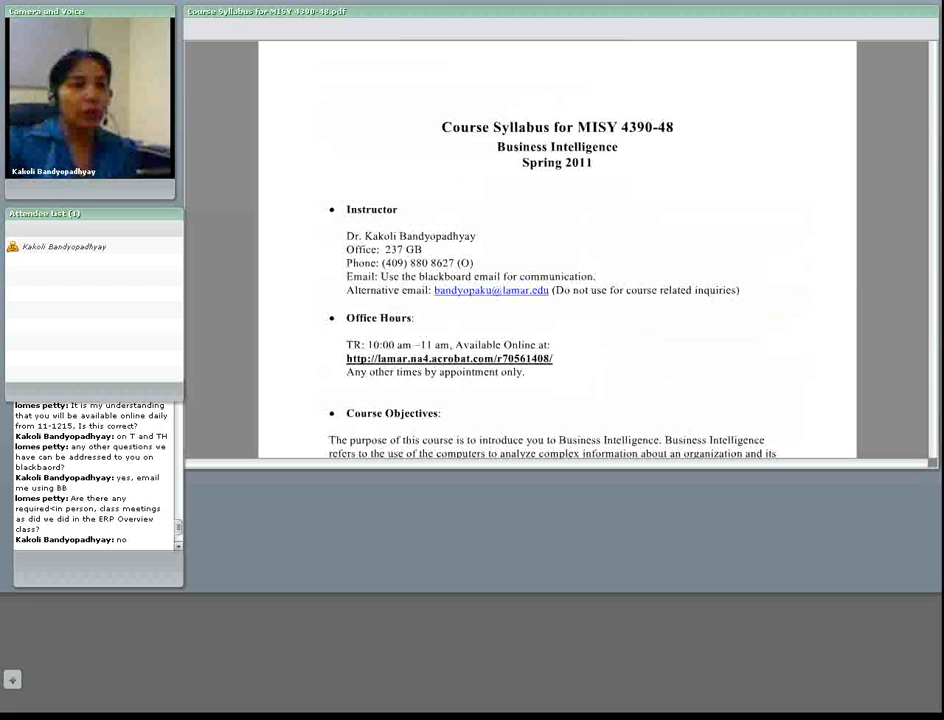 Camera and Voice
Kakoli Bandyopadhyay
Attendee List (1)
Kakoli Bandyopadhyay
lomes petty: It is my understanding
that you will be available online daily
from 11-1215, Is this correct?
Kakoli Bandyopadhyay: on T and TH
lomes petty: any other questions we
have can be addressed to you on
blackbaord?
Kakoli Bandyopadhyay: yes, email
me using BB
lomes petty: Are there any
required<in person, class meetings
as did we did in the ERP Overview
class?
Kakoli Bandyopadhyay: no
Course Syllabus for MISY 4390-48.pdf
Course Syllabus for MISY 4390-48
Business Intelligence
Spring 2011
• Instructor
Dr. Kakoli Bandyopadhyay
Office: 237 GB
Phone: (409) 880 8627 (O)
Email: Use the blackboard email for communication.
Alternative email: bandyopaku@lamar.edu (Do not use for course related inquiries)
• Office Hours:
TR: 10:00 am –11 am, Available Online at:
http://lamar.na4.acrobat.com/r70561408/
Any other times by appointment only.
• Course Objectives:
The purpose of this course is to introduce you to Business Intelligence. Business Intelligence
refers to the use of the computers to analyze complex information about an organization and its